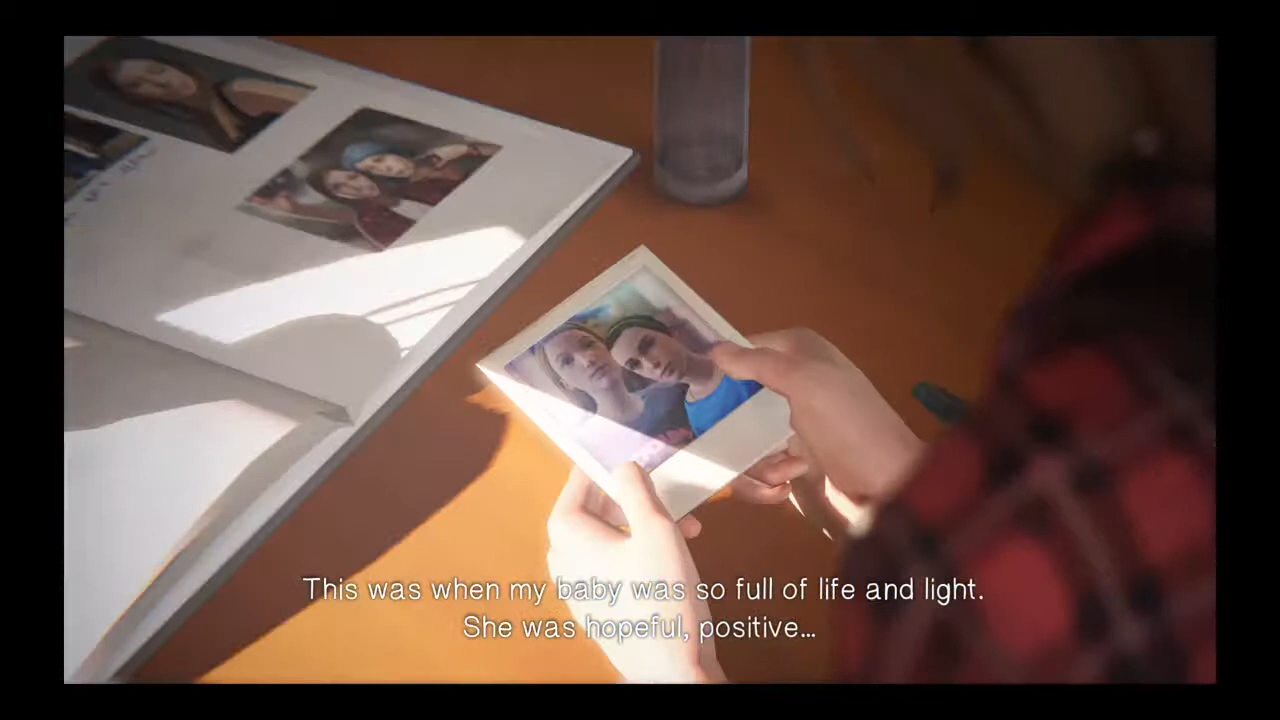 This was when my baby was so full of life and light.
She was hopeful, positive...